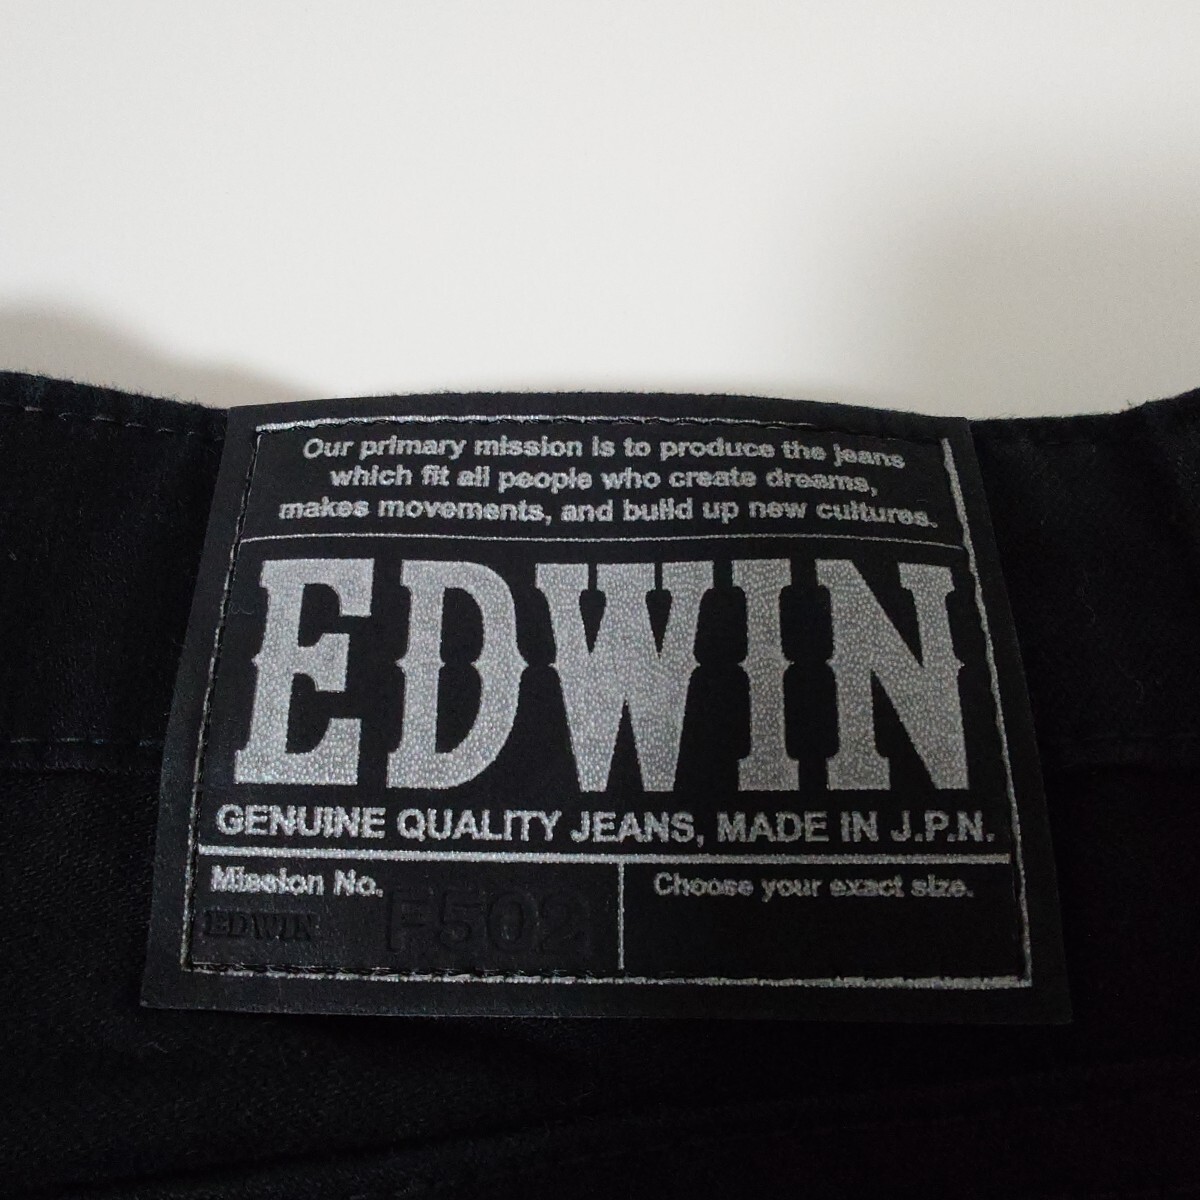 Our primary mission is to produce the jeans
which fit all people who create dreams,
makes movements, and build up new cultures.
EDWIN
GENUINE QUALITY JEANS, MADE IN J.P.N.
Mission No.
EDWIN F502
Choose your exact size.